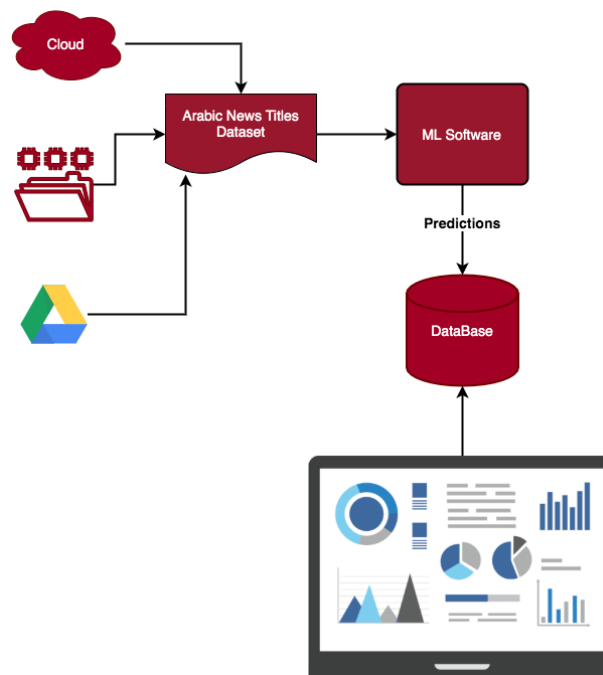 Cloud
Arabic News Titles
Dataset
ML Software
Predictions
DataBase